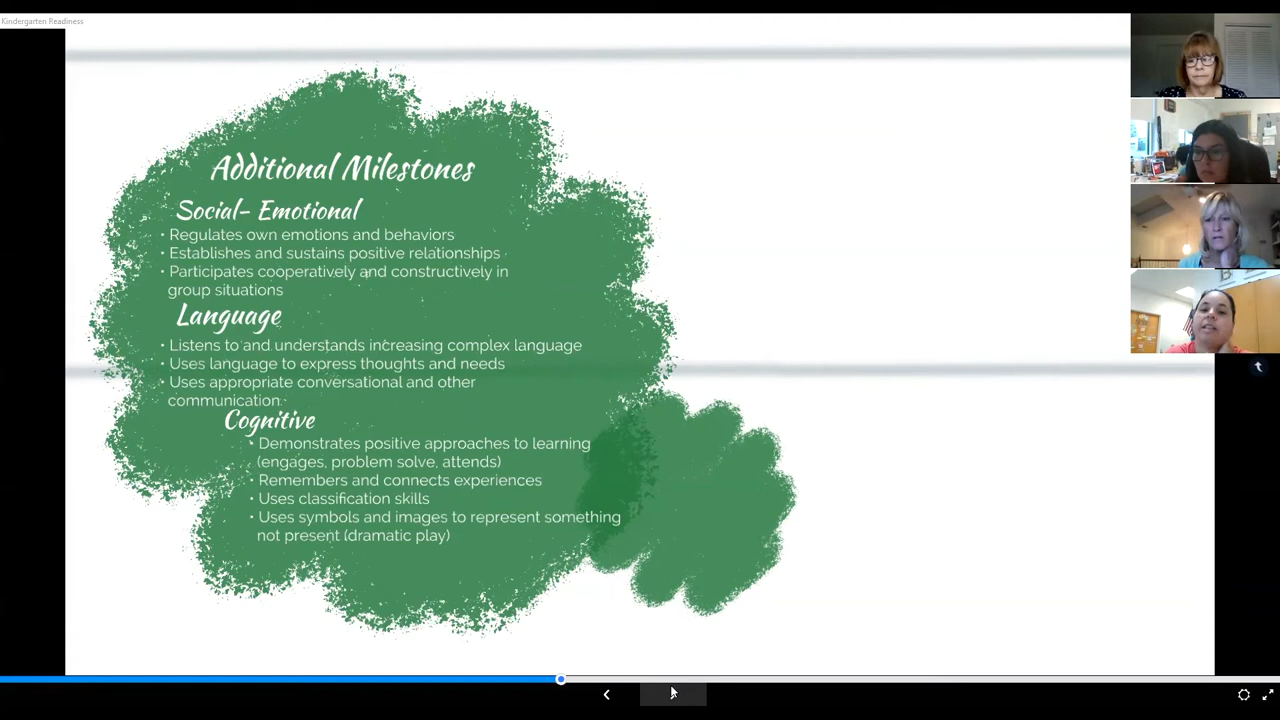 Kindergarten Readiness
Additional Milestones
Social- Emotional
• Regulates own emotions and behaviors
• Establishes and sustains positive relationships
• Participates cooperatively and constructively in
group situations
Language
• Listens to and understands increasing complex language
• Uses language to express thoughts and needs
• Uses appropriate conversational and other
communication.
Cognitive
• Demonstrates positive approaches to learning
(engages, problem solve, attends)
• Remembers and connects experiences
• Uses classification skills
• Uses symbols and images to represent something
not present (dramatic play)